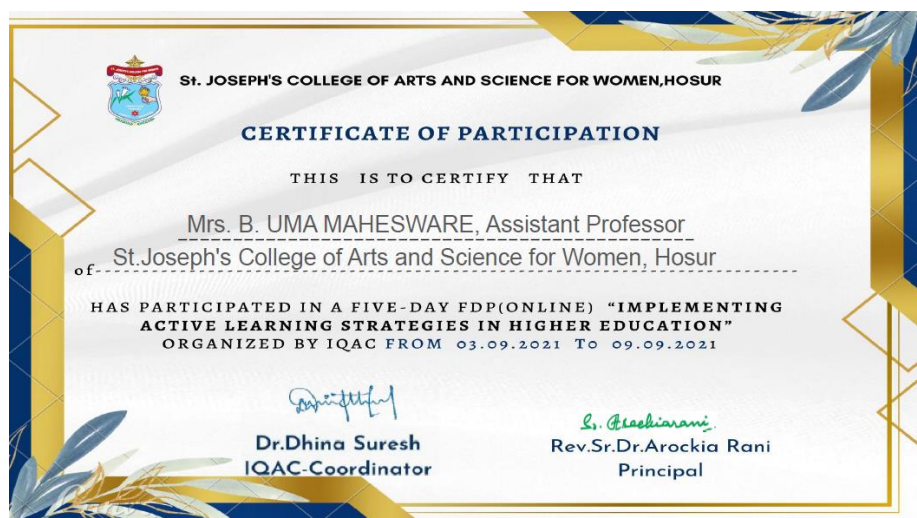 St. JOSEPH'S COLLEGE OF ARTS AND SCIENCE FOR WOMEN,HOSUR
CERTIFICATE OF PARTICIPATION
THIS IS TO CERTIFY THAT
Mrs. B. UMA MAHESWARE, Assistant Professor
of St.Joseph's College of Arts and Science for Women, Hosur
HAS PARTICIPATED IN A FIVE-DAY FDP(ONLINE) “IMPLEMENTING
ACTIVE LEARNING STRATEGIES IN HIGHER EDUCATION”
ORGANIZED BY IQAC FROM 03.09.2021 To 09.09.2021
Dr.Dhina Suresh
IQAC-Coordinator
Rev.Sr.Dr.Arockia Rani
Principal